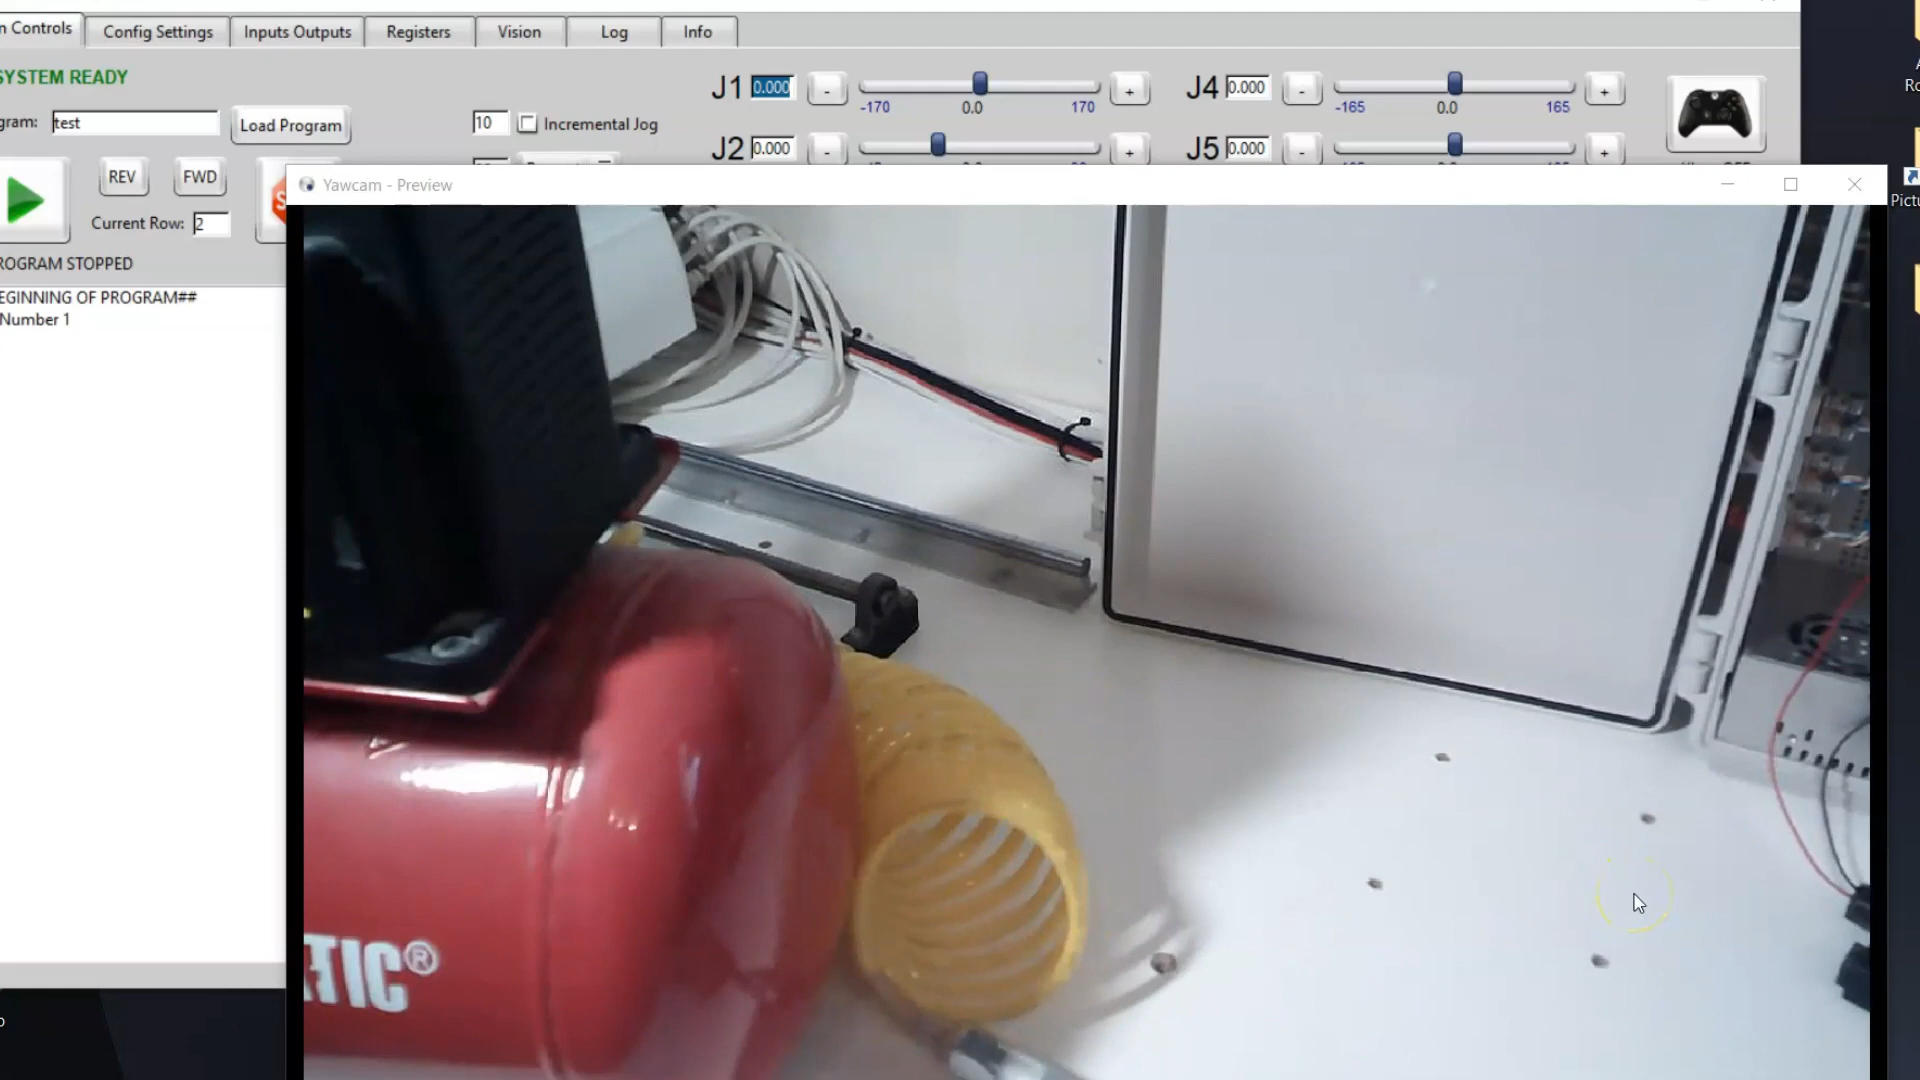 n Controls Config Settings Inputs Outputs Registers Vision Log Info
SYSTEM READY
gram: test Load Program
10 Incremental Jog
J1 0.000 - + -170 0.0 170
J4 0.000 - + -165 0.0 165
J2 0.000 - +
J5 0.000 - +
REV FWD
Current Row: 2
Yawcam - Preview
ROGRAM STOPPED
EGINNING OF PROGRAM##
Number 1
Pictu
TIC®